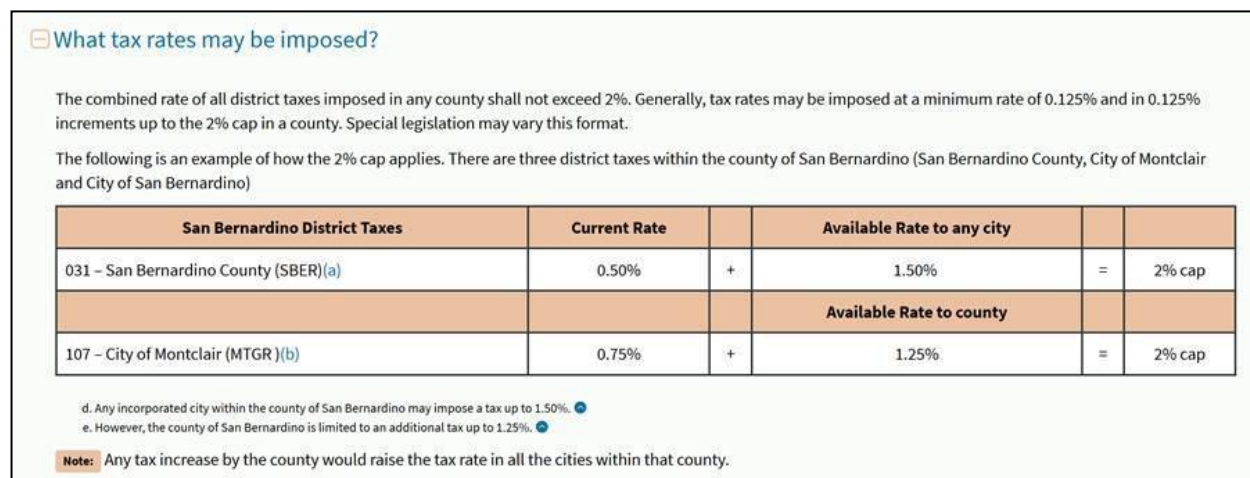 What tax rates may be imposed?
The combined rate of all district taxes imposed in any county shall not exceed 2%. Generally, tax rates may be imposed at a minimum rate of 0.125% and in 0.125%
increments up to the 2% cap in a county. Special legislation may vary this format.
The following is an example of how the 2% cap applies. There are three district taxes within the county of San Bernardino (San Bernardino County, City of Montclair
and City of San Bernardino)
San Bernardino District Taxes Current Rate Available Rate to any city
031 – San Bernardino County (SBER)(a) 0.50% + 1.50% = 2% cap
Available Rate to county
107 – City of Montclair (MTGR )(b) 0.75% + 1.25% = 2% cap
d. Any incorporated city within the county of San Bernardino may impose a tax up to 1.50%.
e. However, the county of San Bernardino is limited to an additional tax up to 1.25%.
Note: Any tax increase by the county would raise the tax rate in all the cities within that county.